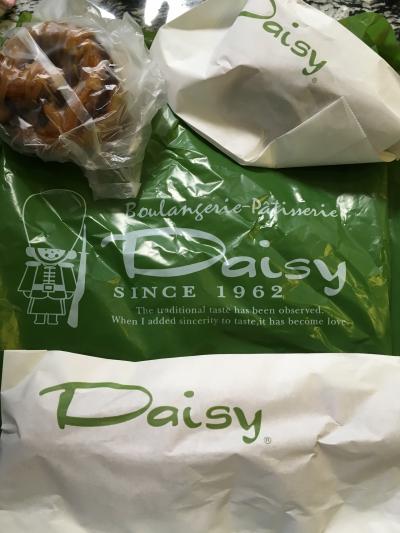 Daisy
®
Boulangerie-Patisserie
Daisy
SINCE 1962
The traditional taste has been observed.
When I added sincerity to taste,it has become love.
Daisy
®